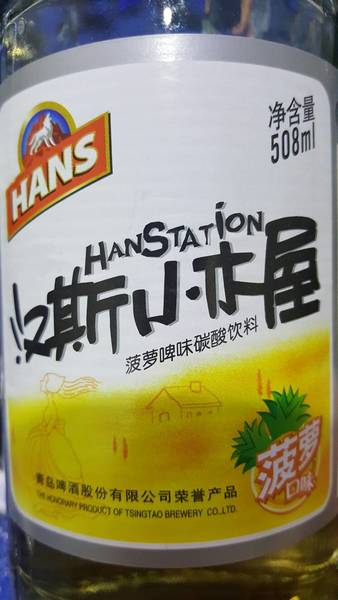 HANS
净含量
508ml
HANSTATION
汉斯小木屋
菠萝啤味碳酸饮料
菠萝
口味
青岛啤酒股份有限公司荣誉产品
THE HONORARY PRODUCT OF TSINGTAO BREWERY CO.,LTD.